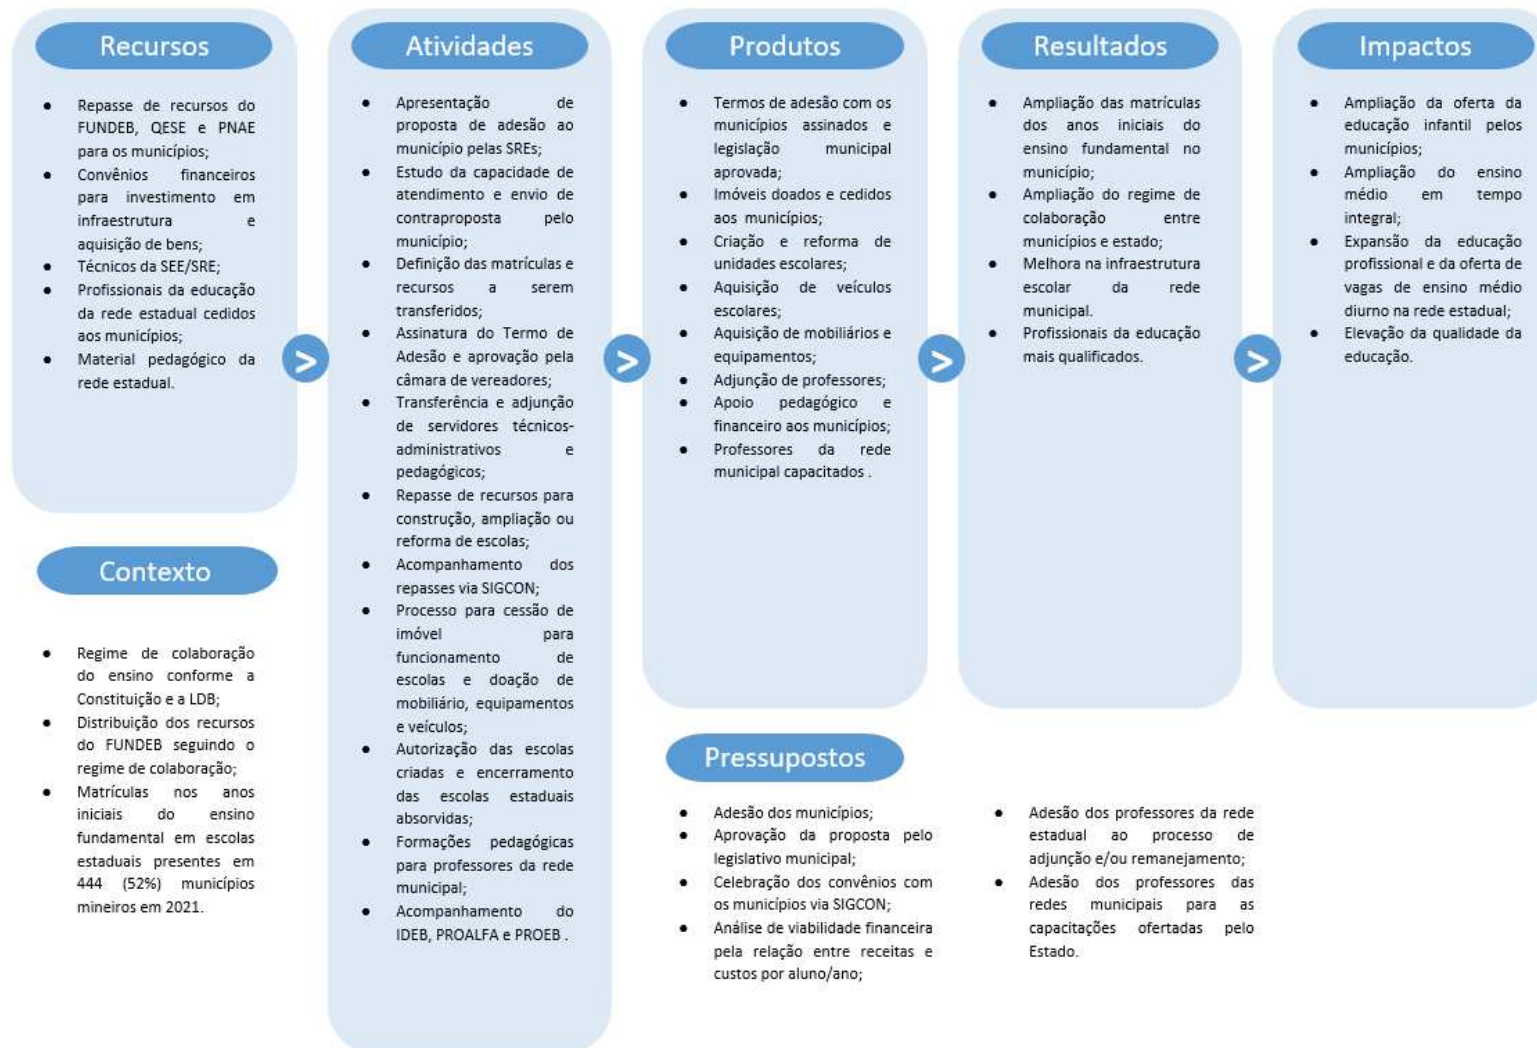 Recursos
Repasse de recursos do
FUNDEB, QESE e PNAE
para os municípios;
Convênios financeiros
para investimento em
infraestrutura e
aquisição de bens;
Técnicos da SEE/SRE;
Profissionais da educação
da rede estadual cedidos
aos municípios;
Material pedagógico da
rede estadual.
>
Contexto
Regime de colaboração
do ensino conforme a
Constituição e a LDB;
Distribuição dos recursos
do FUNDEB seguindo o
regime de colaboração;
Matrículas nos anos
iniciais do ensino
fundamental em escolas
estaduais presentes em
444 (52%) municípios
mineiros em 2021.
Atividades
Apresentação de
proposta de adesão ao
município pelas SREs;
Estudo da capacidade de
atendimento e envio de
contraproposta pelo
município;
Definição das matrículas e
recursos a serem
transferidos;
Assinatura do Termo de
Adesão e aprovação pela
câmara de vereadores;
Transferência e adjunção
de servidores técnicos-
administrativos e
pedagógicos;
Repasse de recursos para
construção, ampliação ou
reforma de escolas;
Acompanhamento dos
repasses via SIGCON;
Processo para cessão de
imóvel para
funcionamento de
escolas e doação de
mobiliário, equipamentos
e veículos;
Autorização das escolas
criadas e encerramento
das escolas estaduais
absorvidas;
Formações pedagógicas
para professores da rede
municipal;
Acompanhamento do
IDEB, PROALFA e PROEB .
>
Produtos
Termos de adesão com os
municípios assinados e
legislação municipal
aprovada;
Imóveis doados e cedidos
aos municípios;
Criação e reforma de
unidades escolares;
Aquisição de veículos
escolares;
Aquisição de mobiliários e
equipamentos;
Adjunção de professores;
Apoio pedagógico e
financeiro aos municípios;
Professores da rede
municipal capacitados .
>
Resultados
Ampliação das matrículas
dos anos iniciais do
ensino fundamental no
município;
Ampliação do regime de
colaboração entre
municípios e estado;
Melhora na infraestrutura
escolar da rede
municipal.
Profissionais da educação
mais qualificados.
>
Impactos
Ampliação da oferta da
educação infantil pelos
municípios;
Ampliação do ensino
médio em tempo
integral;
Expansão da educação
profissional e da oferta de
vagas de ensino médio
diurno na rede estadual;
Elevação da qualidade da
educação.
Pressupostos
Adesão dos municípios;
Aprovação da proposta pelo
legislativo municipal;
Celebração dos convênios com
os municípios via SIGCON;
Análise de viabilidade financeira
pela relação entre receitas e
custos por aluno/ano;
Adesão dos professores da rede
estadual ao processo de
adjunção e/ou remanejamento;
Adesão dos professores das
redes municipais para as
capacitações ofertadas pelo
Estado.